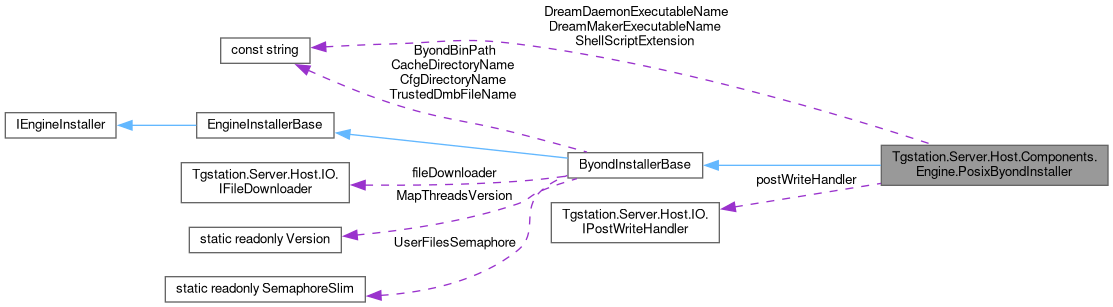 DreamDaemonExecutableName
DreamMakerExecutableName
ShellScriptExtension
const string
ByondBinPath
CacheDirectoryName
CfgDirectoryName
TrustedDmbFileName
IEngineInstaller
EngineInstallerBase
ByondInstallerBase
Tgstation.Server.Host.Components.
Engine.PosixByondInstaller
Tgstation.Server.Host.IO.
IFileDownloader
fileDownloader
MapThreadsVersion
postWriteHandler
Tgstation.Server.Host.IO.
IPostWriteHandler
static readonly Version
UserFilesSemaphore
static readonly SemaphoreSlim